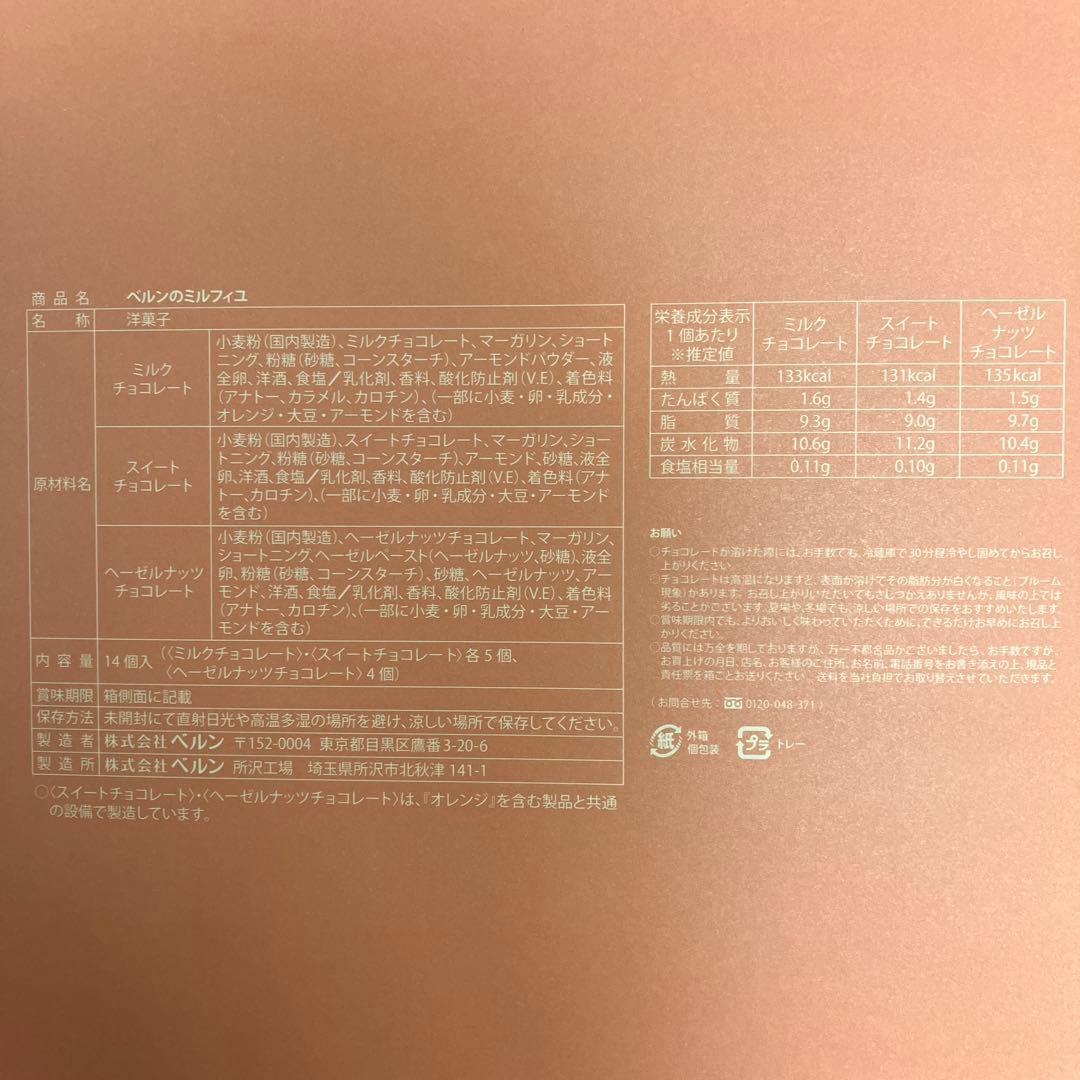 商品名 ベルンのミルフィユ
名称 洋菓子
原材料名
ミルク
チョコレート
小麦粉(国内製造)、ミルクチョコレート、マーガリン、ショート
ニング、粉糖(砂糖、コーンスターチ)、アーモンドパウダー、液
全卵、洋酒、食塩/乳化剤、香料、酸化防止剤(V.E)、着色料
(アナトー、カラメル、カロチン)、(一部に小麦・卵・乳成分・
オレンジ・大豆・アーモンドを含む)
スイート
チョコレート
小麦粉(国内製造)、スイートチョコレート、マーガリン、ショー
トニング、粉糖(砂糖、コーンスターチ)、アーモンド、砂糖、液全
卵、洋酒、食塩/乳化剤、香料、酸化防止剤(V.E)、着色料(アナ
トー、カロチン)、(一部に小麦・卵・乳成分・大豆・アーモンド
を含む)
ヘーゼルナッツ
チョコレート
小麦粉(国内製造)、ヘーゼルナッツチョコレート、マーガリン、
ショートニング、ヘーゼルペースト(ヘーゼルナッツ、砂糖)、液全
卵、粉糖(砂糖、コーンスターチ)、砂糖、ヘーゼルナッツ、アー
モンド、洋酒、食塩/乳化剤、香料、酸化防止剤(V.E)、着色料
(アナトー、カロチン)、(一部に小麦・卵・乳成分・大豆・アー
モンドを含む)
内容量 14個入(〈ミルクチョコレート〉・〈スイートチョコレート〉各5個、
〈ヘーゼルナッツチョコレート〉4個)
賞味期限 箱側面に記載
保存方法 未開封にて直射日光や高温多湿の場所を避け、涼しい場所で保存してください。
製造者 株式会社ベルン 〒152-0004 東京都目黒区鷹番3-20-6
製造所 株式会社ベルン 所沢工場 埼玉県所沢市北秋津141-1
○〈スイートチョコレート〉・〈ヘーゼルナッツチョコレート〉は、『オレンジ』を含む製品と共通
の設備で製造しています。
栄養成分表示
1個あたり
※推定値
ミルク
チョコレート
スイート
チョコレート
ヘーゼル
ナッツ
チョコレート
熱量 133kcal 131kcal 135kcal
たんぱく質 1.6g 1.4g 1.5g
脂質 9.3g 9.0g 9.7g
炭水化物 10.6g 11.2g 10.4g
食塩相当量 0.11g 0.10g 0.11g
お願い
○チョコレートが溶けた際には、お手数でも、冷蔵庫で30分程冷やし固めてからお召し
上がりください。
○チョコレートは高温になりますと、表面が溶けてその脂肪分が白くなること(ブルーム
現象)があります。お召し上がりいただいてもさしつかえありませんが、風味の上では
劣ることがございます。夏場や、冬場でも、涼しい場所での保存をおすすめいたします。
○賞味期限内でも、よりおいしく味わっていただくために、できるだけお早めにお召し上
がりください。
○品質には万全を期しておりますが、万一不都合な品がございましたら、お手数ですが、
お買上げの月日、店名、お客様のご住所、お名前、電話番号をお書き添えの上、現品と
責任票を箱ごとお送りください。送料を当社負担でお取り替えさせていただきます。
(お問合せ先: 0120-048-371)
紙 外箱
個包装
プラ トレー